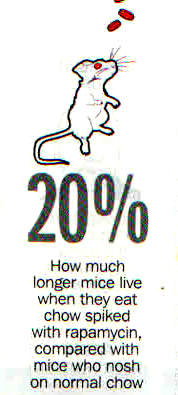 20%
How much
longer mice live
when they eat
chow spiked
with rapamycin,
compared with
mice who nosh
on normal chow